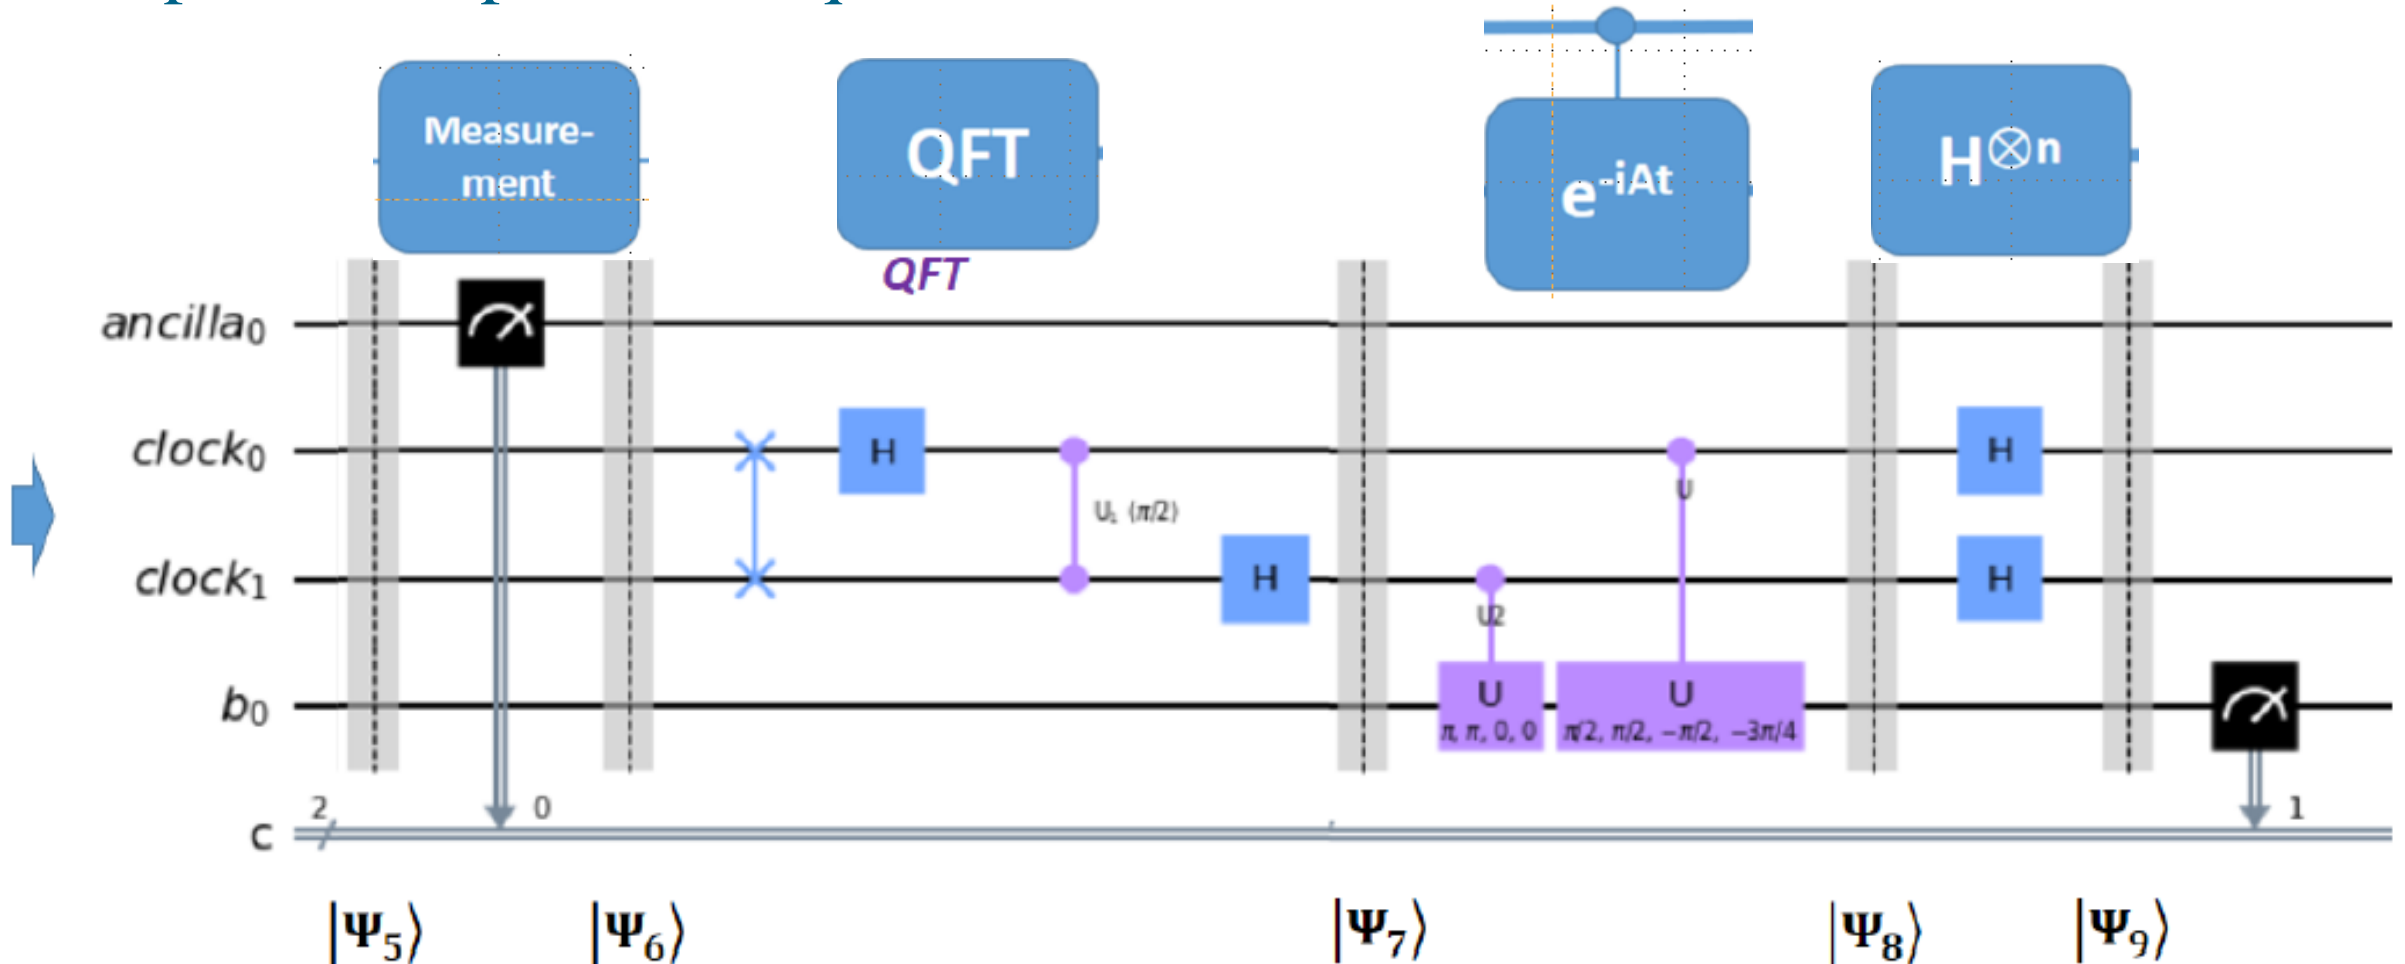 Measure-
ment
QFT
e-iAt
H⊗n
QFT
ancilla0
clock0
H
U
U1 (π/2)
H
clock1
H
H
U2
b0
U
π, π, 0, 0
U
π/2, π/2, −π/2, −3π/4
2
0
1
c
|Ψ5⟩
|Ψ6⟩
|Ψ7⟩
|Ψ8⟩
|Ψ9⟩